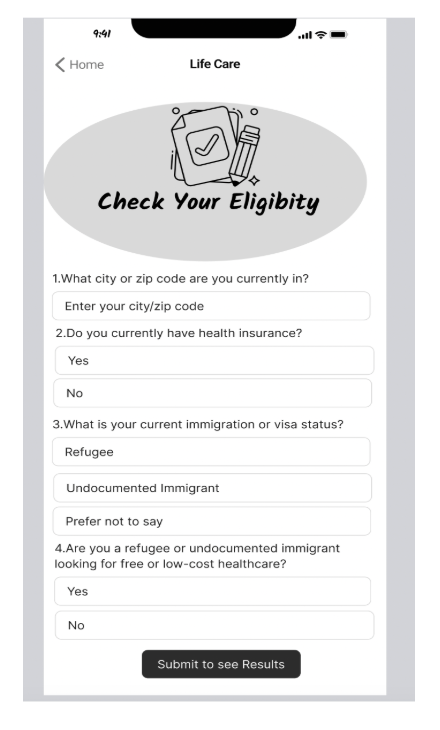 9:41
Home
Life Care
Check Your Eligibity
1.What city or zip code are you currently in?
Enter your city/zip code
2.Do you currently have health insurance?
Yes
No
3.What is your current immigration or visa status?
Refugee
Undocumented Immigrant
Prefer not to say
4.Are you a refugee or undocumented immigrant
looking for free or low-cost healthcare?
Yes
No
Submit to see Results